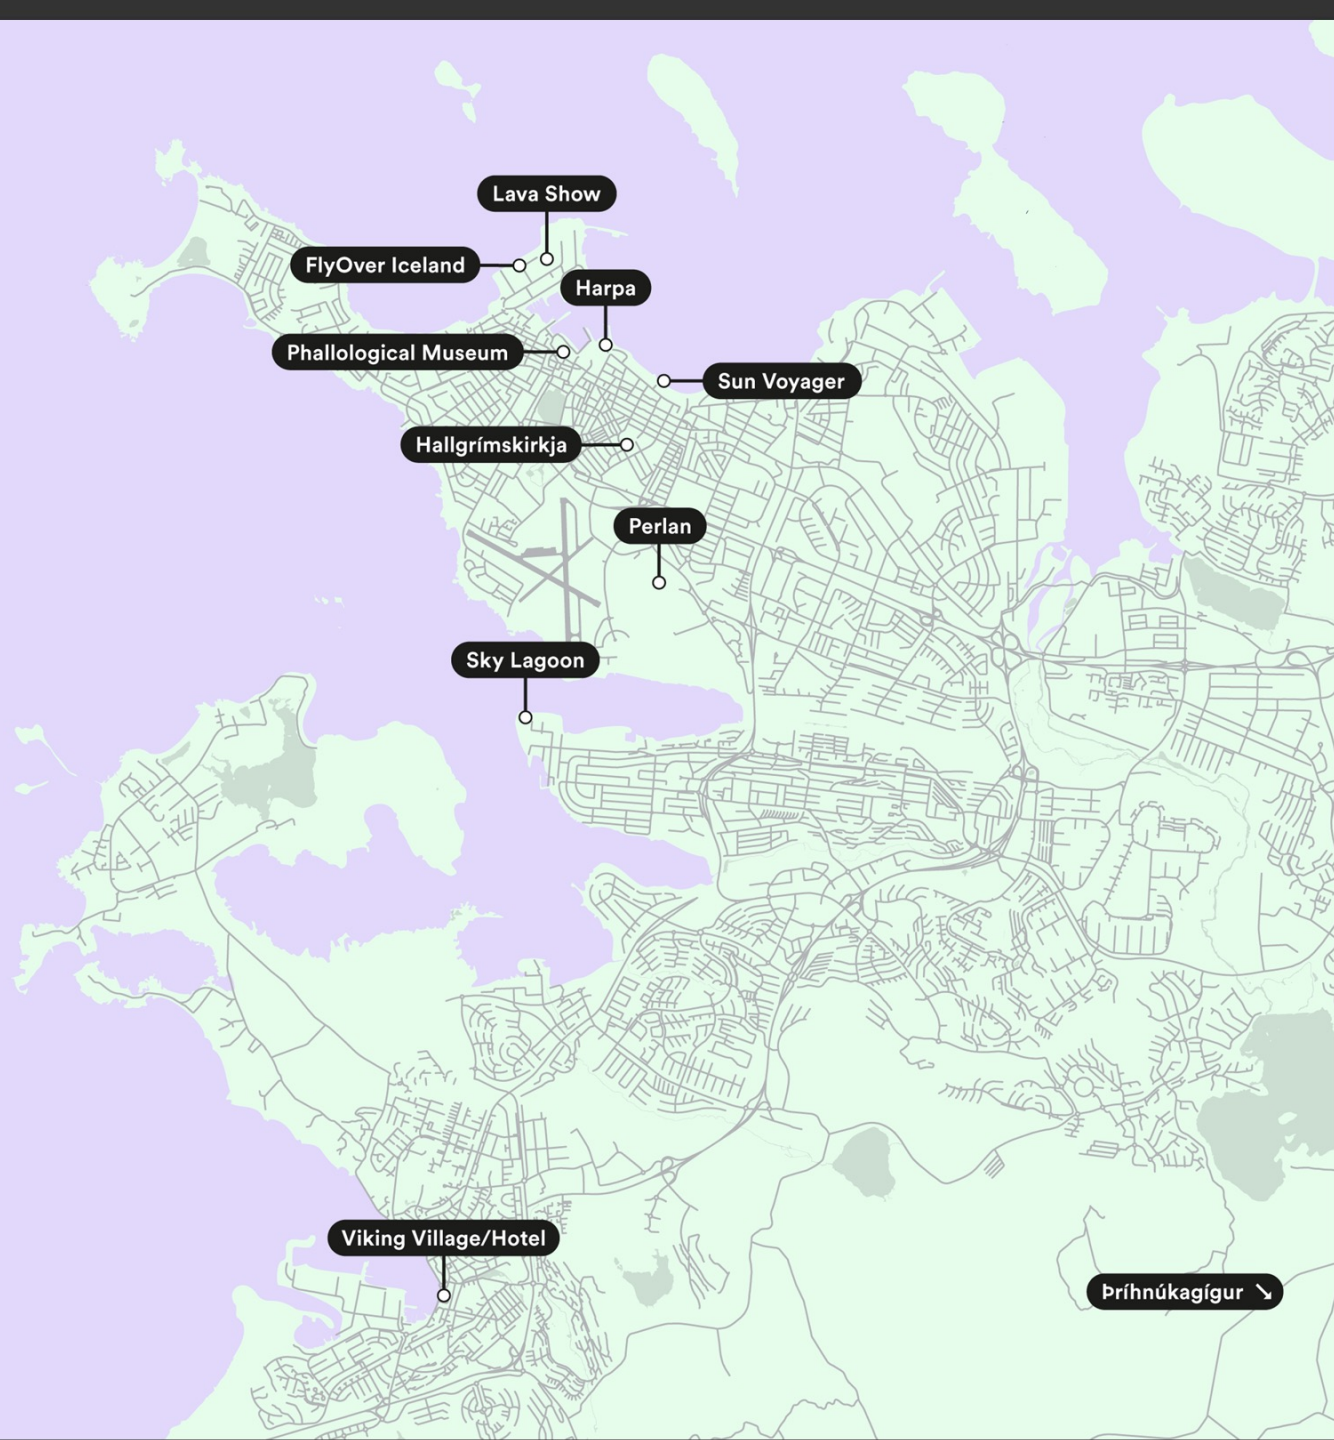 Lava Show
FlyOver Iceland
Harpa
Phallological Museum
Sun Voyager
Hallgrímskirkja
Perlan
Sky Lagoon
Viking Village/Hotel
Þríhnúkagígur ↘